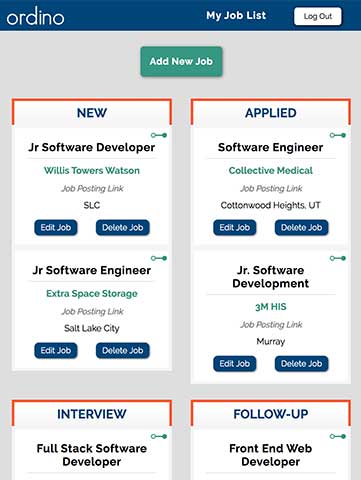 ordino
My Job List
Log Out
Add New Job
NEW
Jr Software Developer
Willis Towers Watson
Job Posting Link
SLC
Edit Job
Delete Job
Jr Software Engineer
Extra Space Storage
Job Posting Link
Salt Lake City
Edit Job
Delete Job
APPLIED
Software Engineer
Collective Medical
Job Posting Link
Cottonwood Heights, UT
Edit Job
Delete Job
Jr. Software
Development
3M HIS
Job Posting Link
Murray
Edit Job
Delete Job
INTERVIEW
Full Stack Software
Developer
FOLLOW-UP
Front End Web
Developer